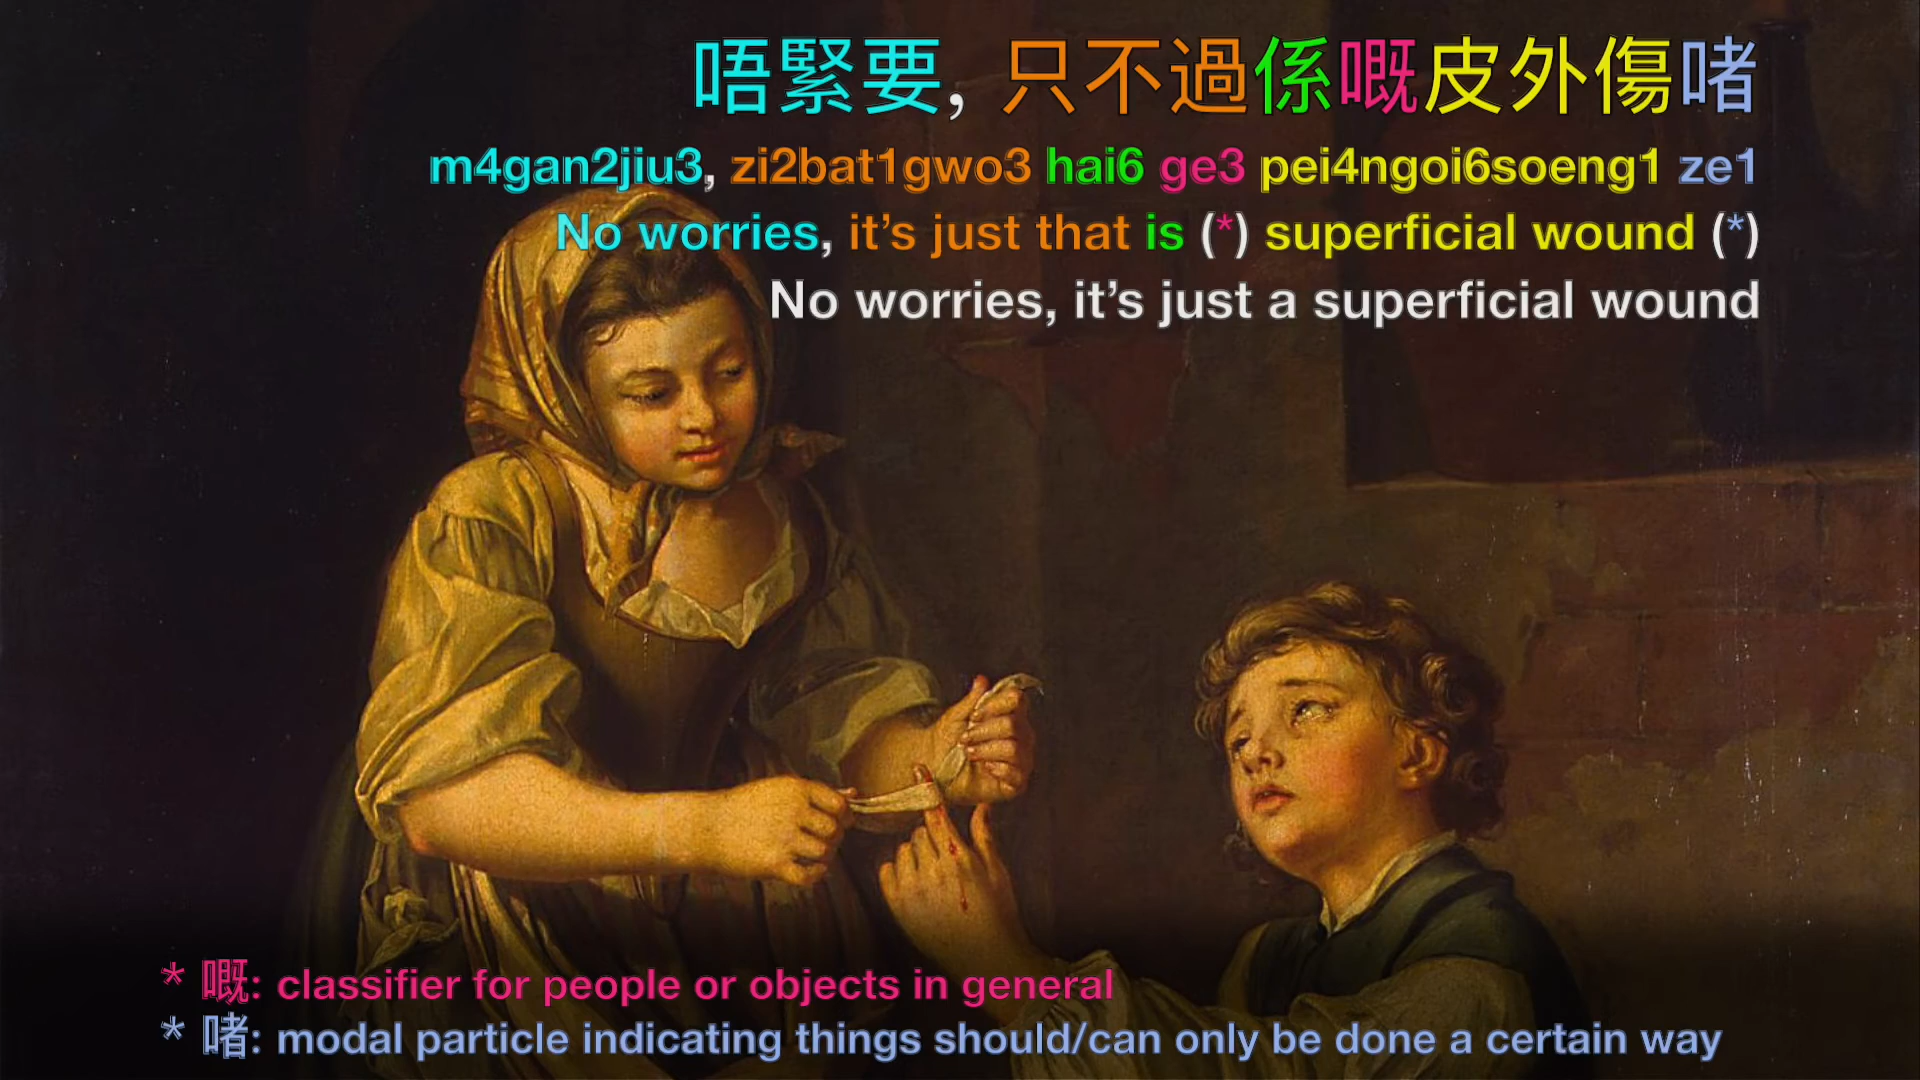 唔緊要, 只不過係嘅皮外傷啫
m4gan2jiu3, zi2bat1gwo3 hai6 ge3 pei4ngoi6soeng1 ze1
No worries, it’s just that is (*) superficial wound (*)
No worries, it’s just a superficial wound
* 嘅: classifier for people or objects in general
* 啫: modal particle indicating things should/can only be done a certain way